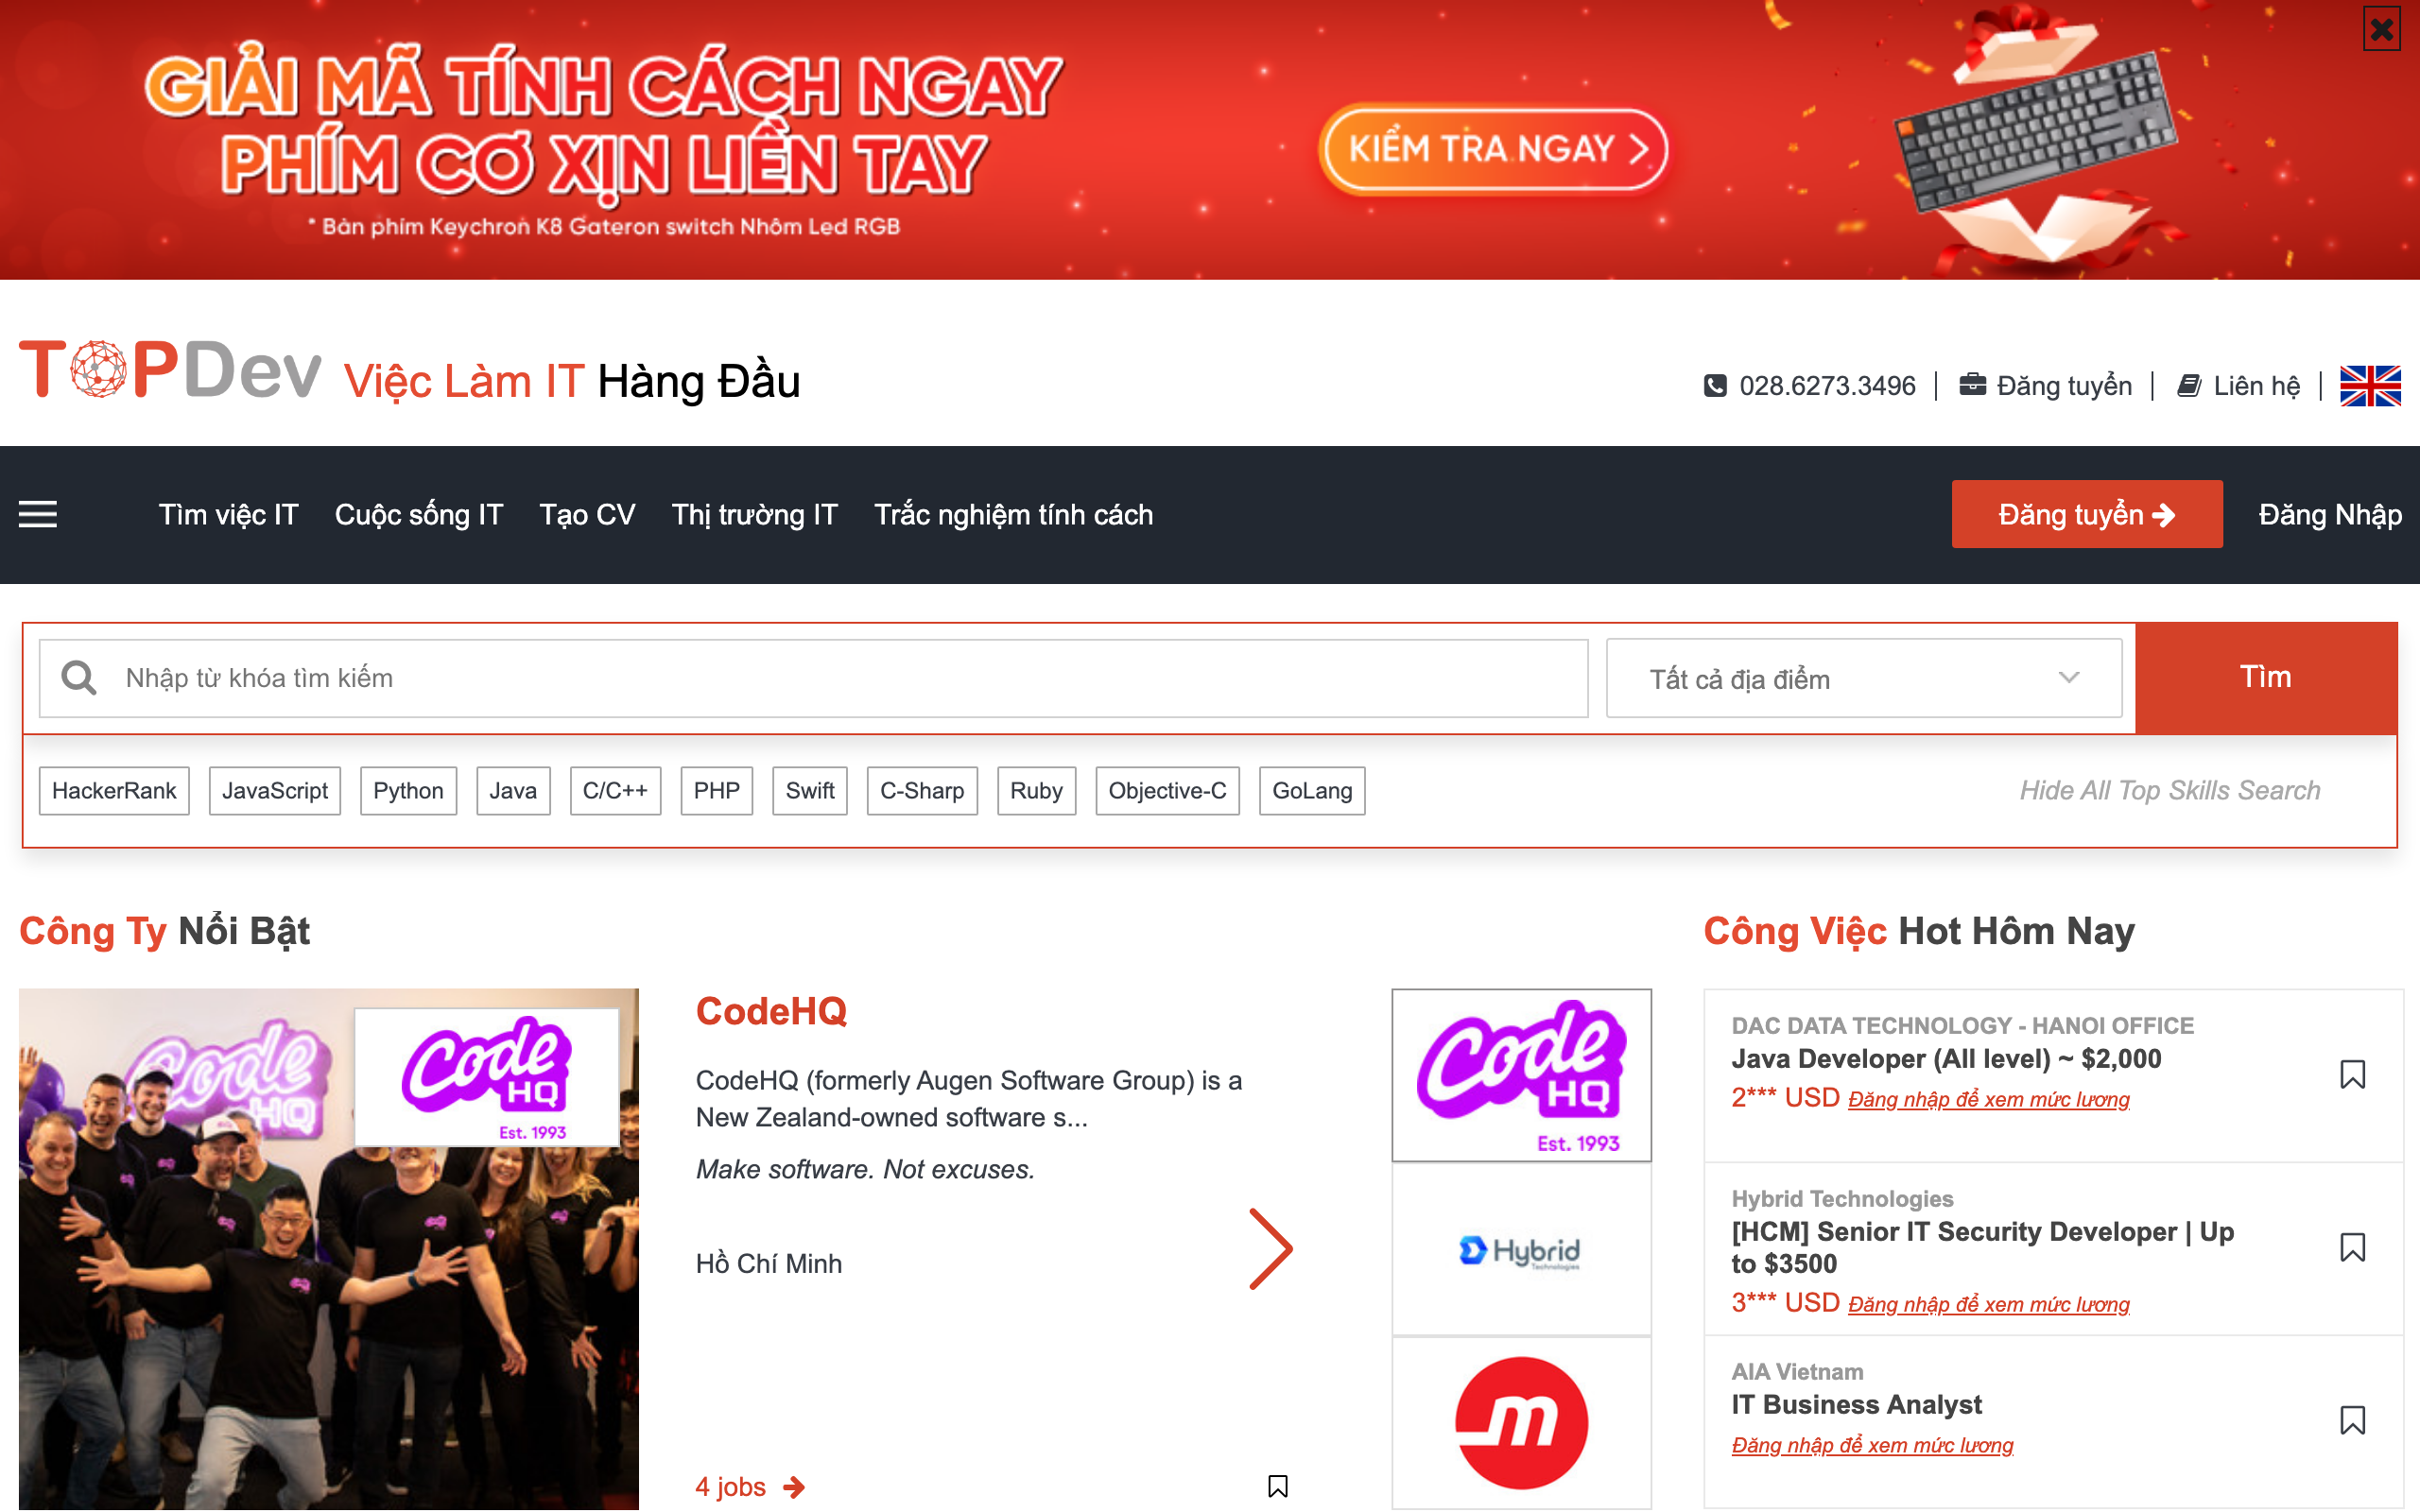 GIẢI MÃ TÍNH CÁCH NGAY
PHÍM CƠ XỊN LIỀN TAY
* Bàn phím Keychron K8 Gateron switch Nhôm Led RGB
KIỂM TRA NGAY
TOPDev Việc Làm IT Hàng Đầu
028.6273.3496 | Đăng tuyển | Liên hệ |
Tìm việc IT Cuộc sống IT Tạo CV Thị trường IT Trắc nghiệm tính cách
Đăng tuyển Đăng Nhập
Nhập từ khóa tìm kiếm
Tất cả địa điểm
Tìm
HackerRank JavaScript Python Java C/C++ PHP Swift C-Sharp Ruby Objective-C GoLang
Hide All Top Skills Search
Công Ty Nổi Bật
Code HQ
Code
HQ
Est. 1993
CodeHQ
CodeHQ (formerly Augen Software Group) is a
New Zealand-owned software s...
Make software. Not excuses.
Hồ Chí Minh
4 jobs
Code
HQ
Est. 1993
Hybrid
Technologies
m
Công Việc Hot Hôm Nay
DAC DATA TECHNOLOGY - HANOI OFFICE
Java Developer (All level) ~ $2,000
2*** USD Đăng nhập để xem mức lương
Hybrid Technologies
[HCM] Senior IT Security Developer | Up
to $3500
3*** USD Đăng nhập để xem mức lương
AIA Vietnam
IT Business Analyst
Đăng nhập để xem mức lương